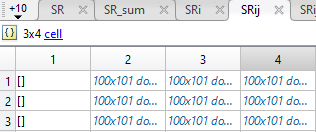 +10 SR SR_sum SRi SRij
3x4 cell
1 2 3 4
1 [] 100x101 do... 100x101 do... 100x101 do...
2 [] 100x101 do... 100x101 do... 100x101 do...
3 [] 100x101 do... 100x101 do... 100x101 do...